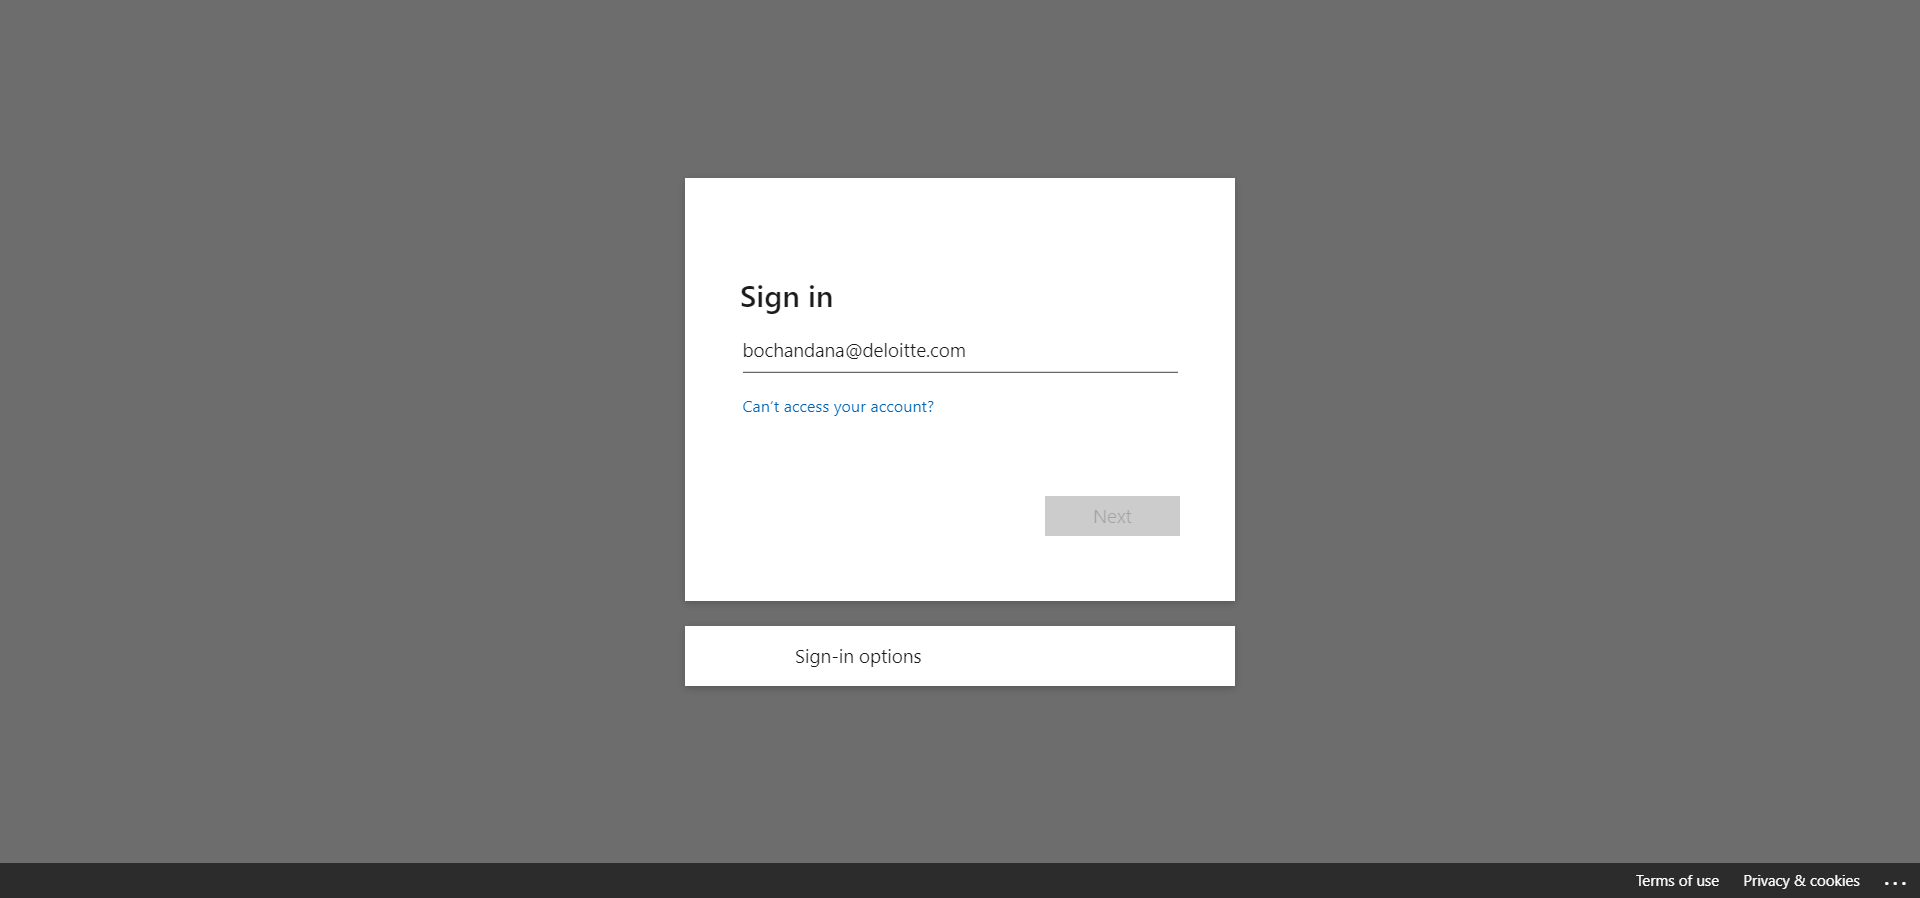 Sign in
bochandana@deloitte.com
Can't access your account?
Next
Sign-in options
Terms of use Privacy & cookies ...